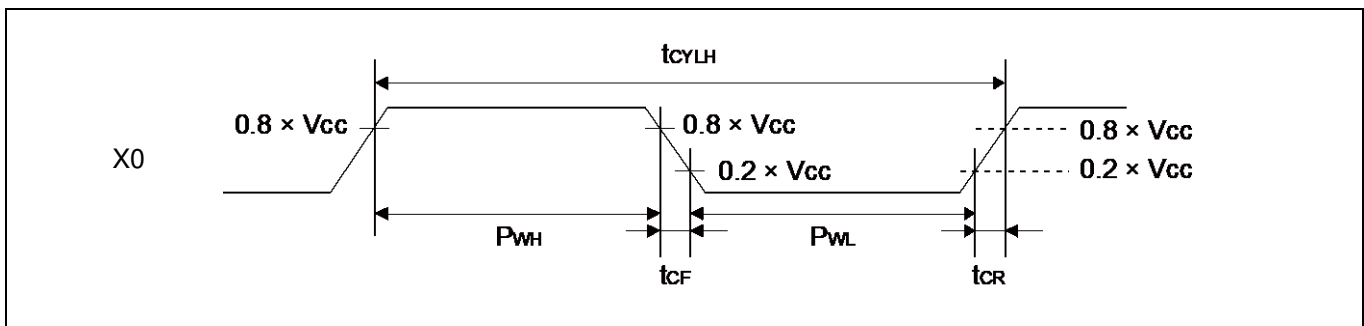 tCYLH
0.8 × Vcc
0.8 × Vcc
0.8 × Vcc
X0
0.2 × Vcc
0.2 × Vcc
PWH
PWL
tCF
tCR